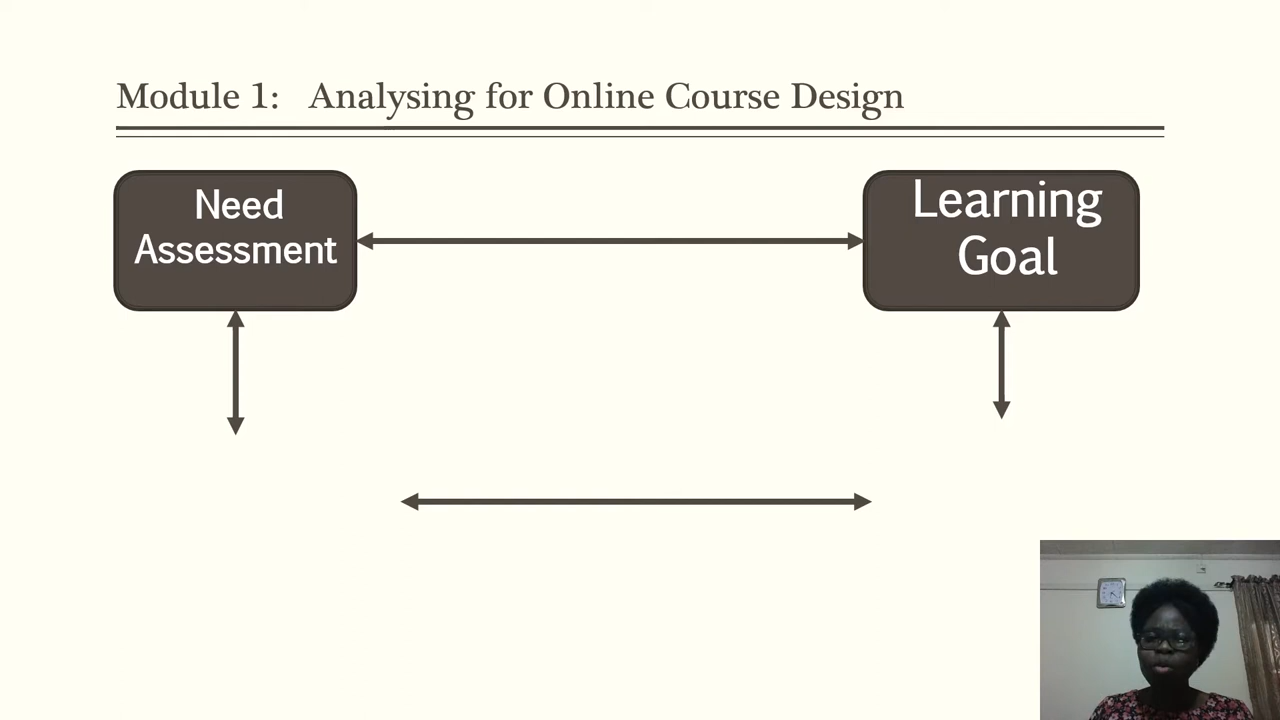 Module 1: Analysing for Online Course Design
Need
Assessment
Learning
Goal